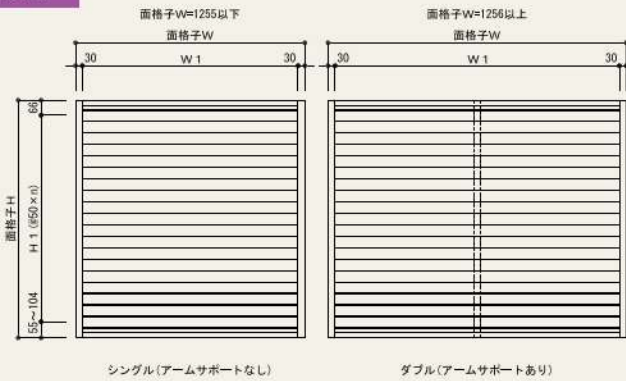 面格子W=1255以下
面格子W
30 W1 30
面格子H
66
H1 (@50×n)
55～104
シングル(アームサポートなし)
面格子W=1256以上
面格子W
30 W1 30
ダブル(アームサポートあり)